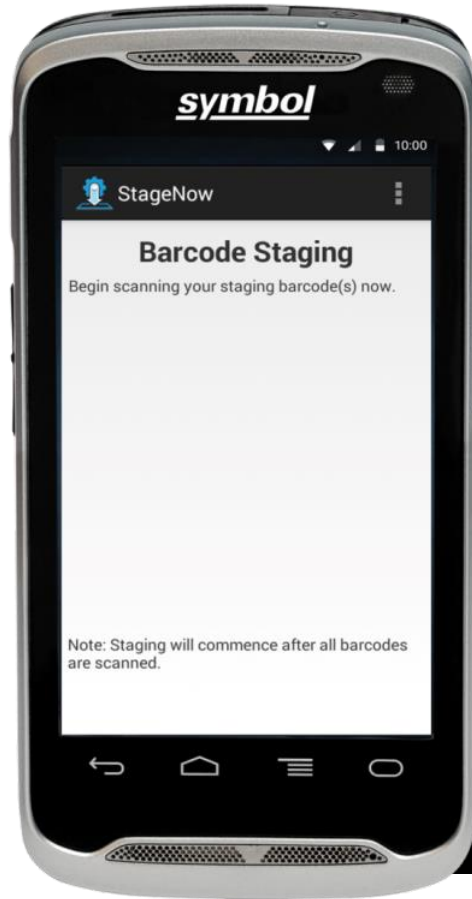 symbol
10:00
StageNow
Barcode Staging
Begin scanning your staging barcode(s) now.
Note: Staging will commence after all barcodes
are scanned.